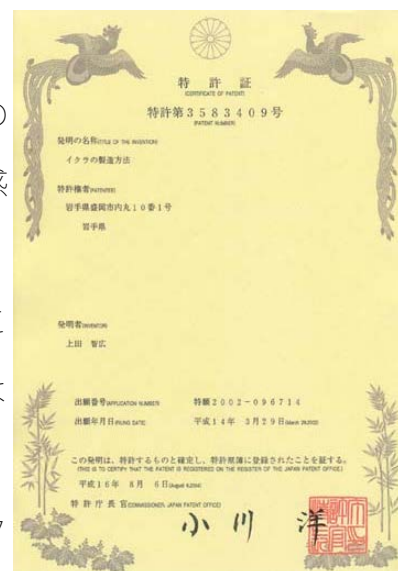 特許証
(CERTIFICATE OF PATENT)
特許第3583409号
(PATENT NUMBER)
発明の名称(TITLE OF THE INVENTION)
イクラの製造方法
特許権者(PATENTEE)
岩手県盛岡市内丸10番1号
岩手県
発明者(INVENTOR)
上田 智広
出願番号(APPLICATION NUMBER) 特願2002-096714
出願年月日(FILING DATE) 平成14年 3月29日(March 29,2002)
この発明は、特許するものと確定し、特許原簿に登録されたことを証する。
(THIS IS TO CERTIFY THAT THE PATENT IS REGISTERED ON THE REGISTER OF THE JAPAN PATENT OFFICE.)
平成16年 8月 6日(August 6,2004)
特許庁長官(COMMISSIONER, JAPAN PATENT OFFICE)
小川 洋